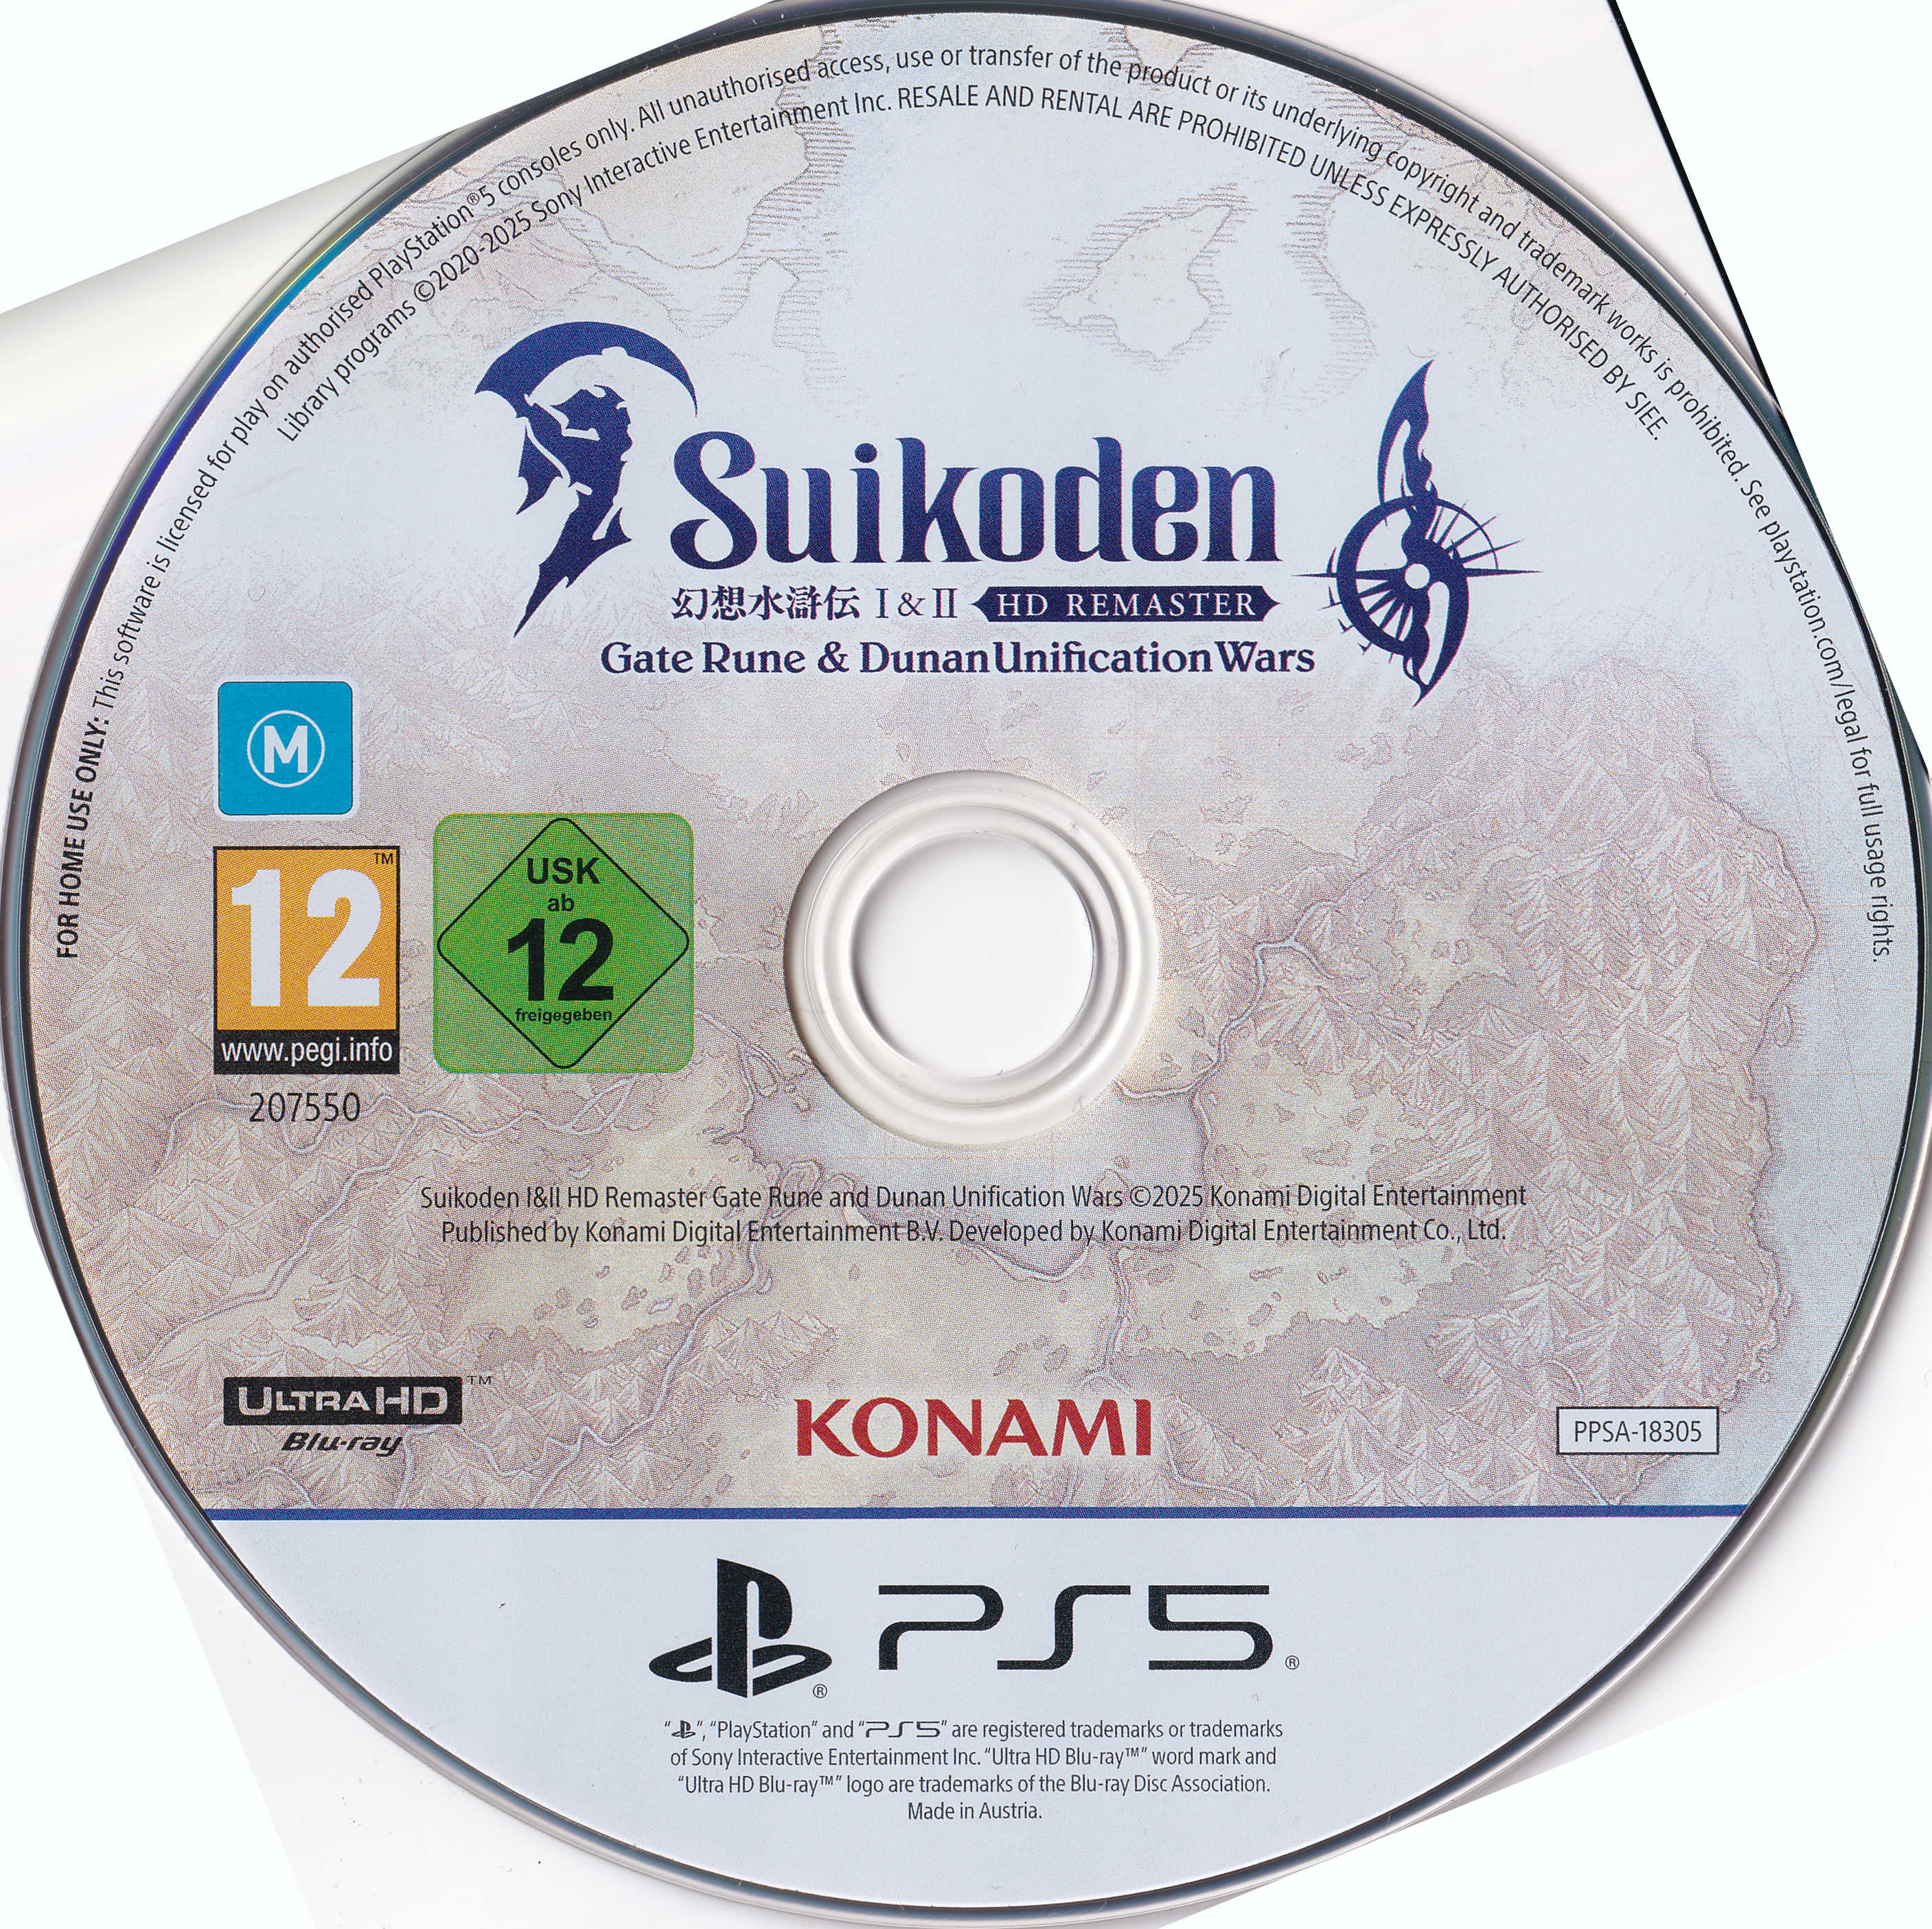 FOR HOME USE ONLY: This software is licensed for play on authorised PlayStation®5 consoles only. All unauthorised access, use or transfer of the product or its underlying copyright and trademark works is prohibited. See playstation.com/legal for full usage rights.
Library programs ©2020-2025 Sony Interactive Entertainment Inc. RESALE AND RENTAL ARE PROHIBITED UNLESS EXPRESSLY AUTHORISED BY SIEE.
Suikoden
幻想水滸伝 I & II HD REMASTER
Gate Rune & Dunan Unification Wars
M
12 ™
www.pegi.info
207550
USK
ab
12
freigegeben
Suikoden I&II HD Remaster Gate Rune and Dunan Unification Wars ©2025 Konami Digital Entertainment
Published by Konami Digital Entertainment B.V. Developed by Konami Digital Entertainment Co., Ltd.
ULTRA HD ™
Blu-ray
KONAMI
PPSA-18305
® PS5 ®
“ ”, “PlayStation” and “PS5” are registered trademarks or trademarks
of Sony Interactive Entertainment Inc. “Ultra HD Blu-ray™” word mark and
“Ultra HD Blu-ray™” logo are trademarks of the Blu-ray Disc Association.
Made in Austria.